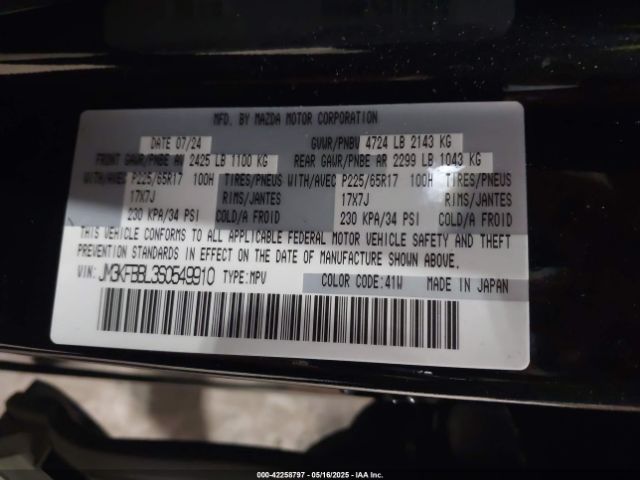 MFD. BY MAZDA MOTOR CORPORATION
DATE 07/24 GVWR/PNBV 4724 LB 2143 KG
FRONT GAWR/PNBE AV 2425 LB 1100 KG REAR GAWR/PNBE AR 2299 LB 1043 KG
WITH/AVEC P225/65R17 100H TIRES/PNEUS WITH/AVEC P225/65R17 100H TIRES/PNEUS
17X7J RIMS/JANTES 17X7J RIMS/JANTES
230 KPA/34 PSI COLD/A FROID 230 KPA/34 PSI COLD/A FROID
THIS VEHICLE CONFORMS TO ALL APPLICABLE FEDERAL MOTOR VEHICLE SAFETY AND THEFT
PREVENTION STANDARDS IN EFFECT ON THE DATE OF MANUFACTURE SHOWN ABOVE.
VIN: JM3KFBBL3S0549910 TYPE:MPV COLOR CODE:41W MADE IN JAPAN
000-42258797 - 05/16/2025 - IAA Inc.